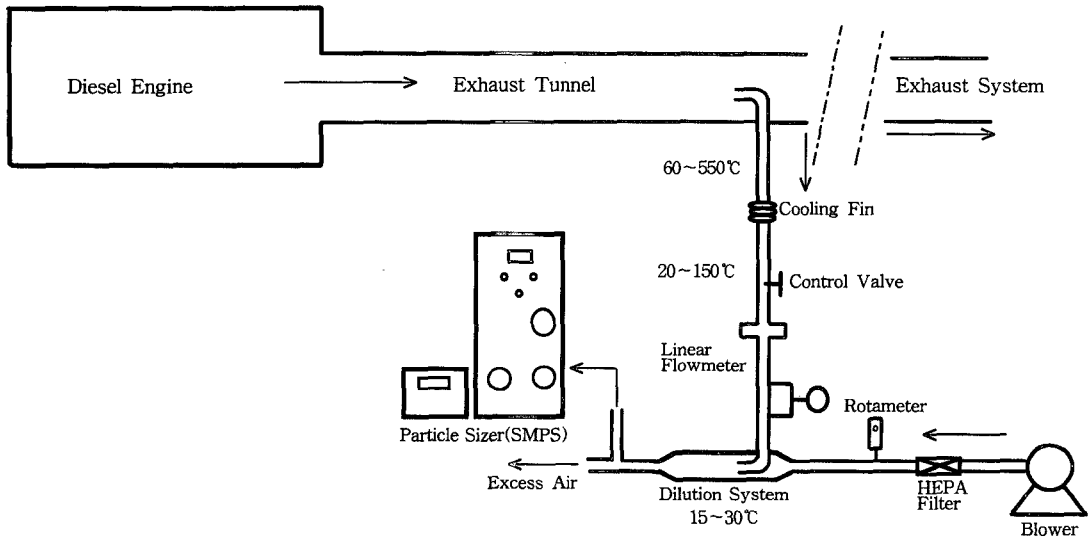 Diesel Engine
Exhaust Tunnel
Exhaust System
60~550℃
Cooling Fin
20~150℃
Control Valve
Linear
Flowmeter
Rotameter
Particle Sizer(SMPS)
Excess Air
Dilution System
15~30℃
HEPA
Filter
Blower